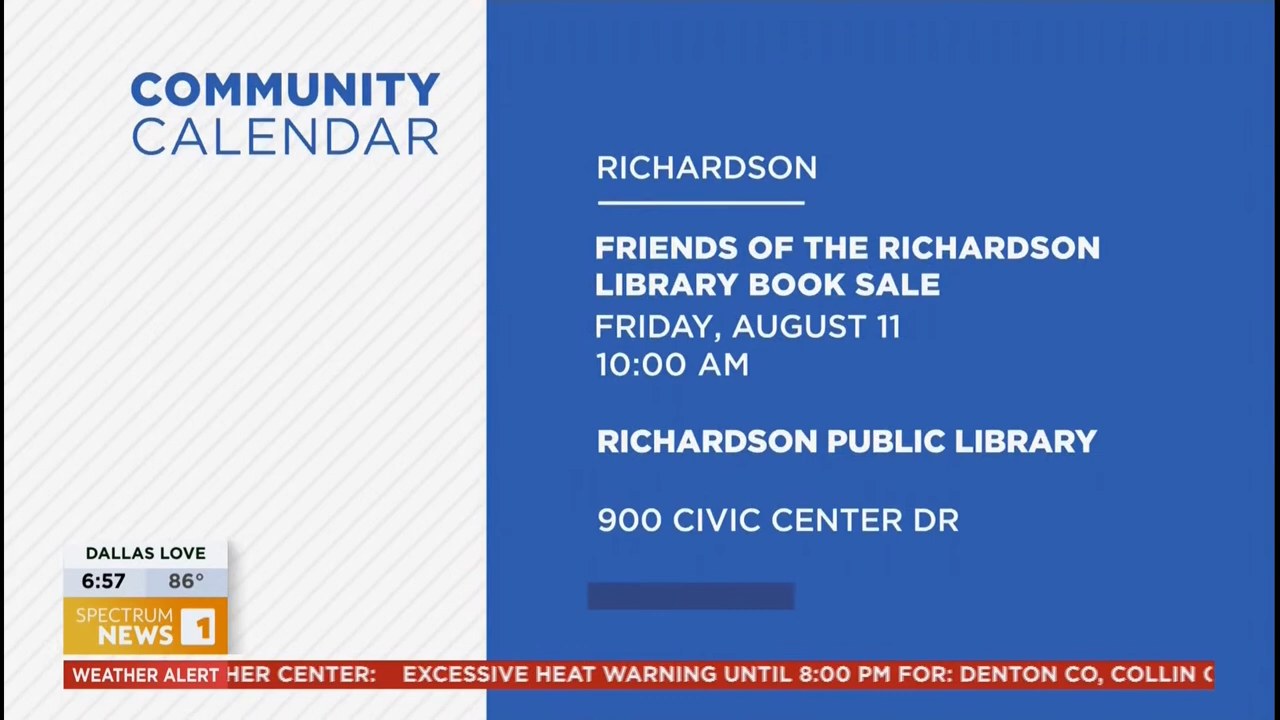 COMMUNITY
CALENDAR
RICHARDSON
FRIENDS OF THE RICHARDSON
LIBRARY BOOK SALE
FRIDAY, AUGUST 11
10:00 AM
RICHARDSON PUBLIC LIBRARY
900 CIVIC CENTER DR
DALLAS LOVE
6:57 86°
SPECTRUM
NEWS 1
WEATHER ALERT HER CENTER: EXCESSIVE HEAT WARNING UNTIL 8:00 PM FOR: DENTON CO, COLLIN